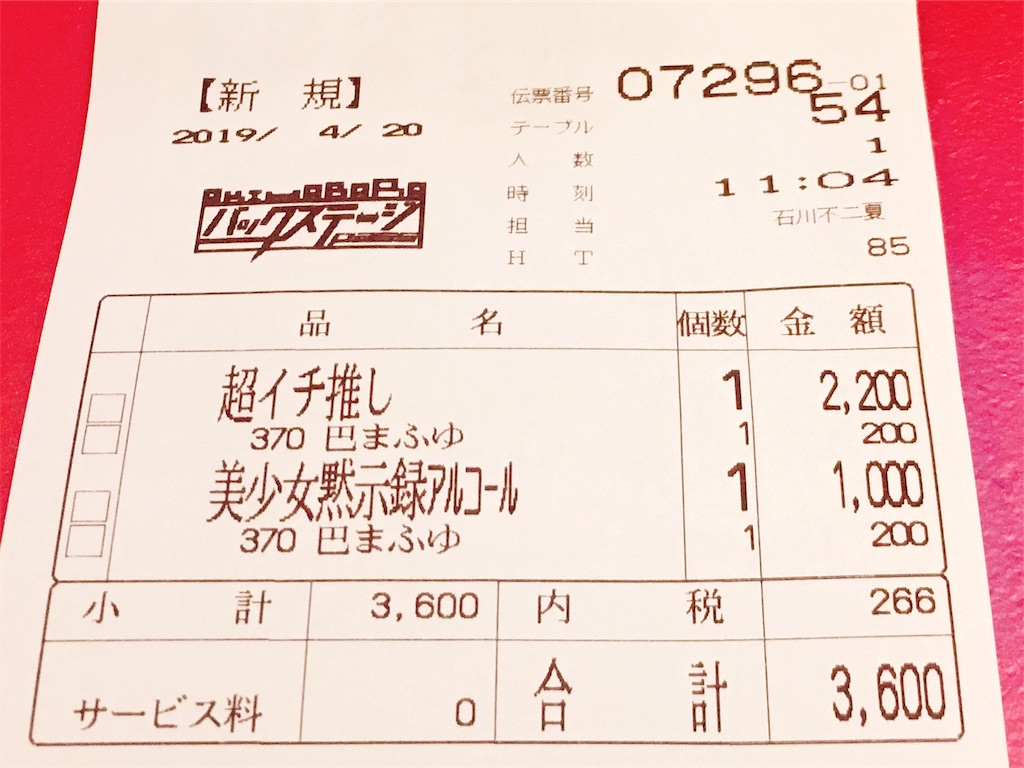 【新 規】
2019/ 4/ 20
伝票番号 07296-01
テーブル 54
人 数 1
時 刻 11:04
担 当 石川不二夏
H T 85
バックステージ
品 名 個数 金 額
超イチ推し 1 2,200
370 巴まふゆ 1 200
美少女黙示録アルコール 1 1,000
370 巴まふゆ 1 200
小 計 3,600 内 税 266
サービス料 0 合 計 3,600